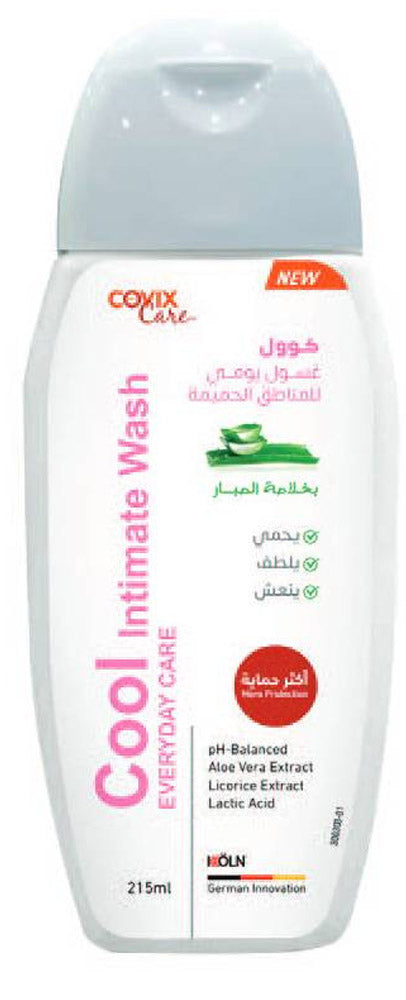 NEW
COVIX
Care
كوول
غسول يومي
للمناطق الحميمة
بخلاصة الصبار
يحمي
يلطف
ينعش
Cool Intimate Wash
EVERYDAY CARE
أكثر حماية
More Protection
pH-Balanced
Aloe Vera Extract
Licorice Extract
Lactic Acid
KÖLN
German Innovation
215ml